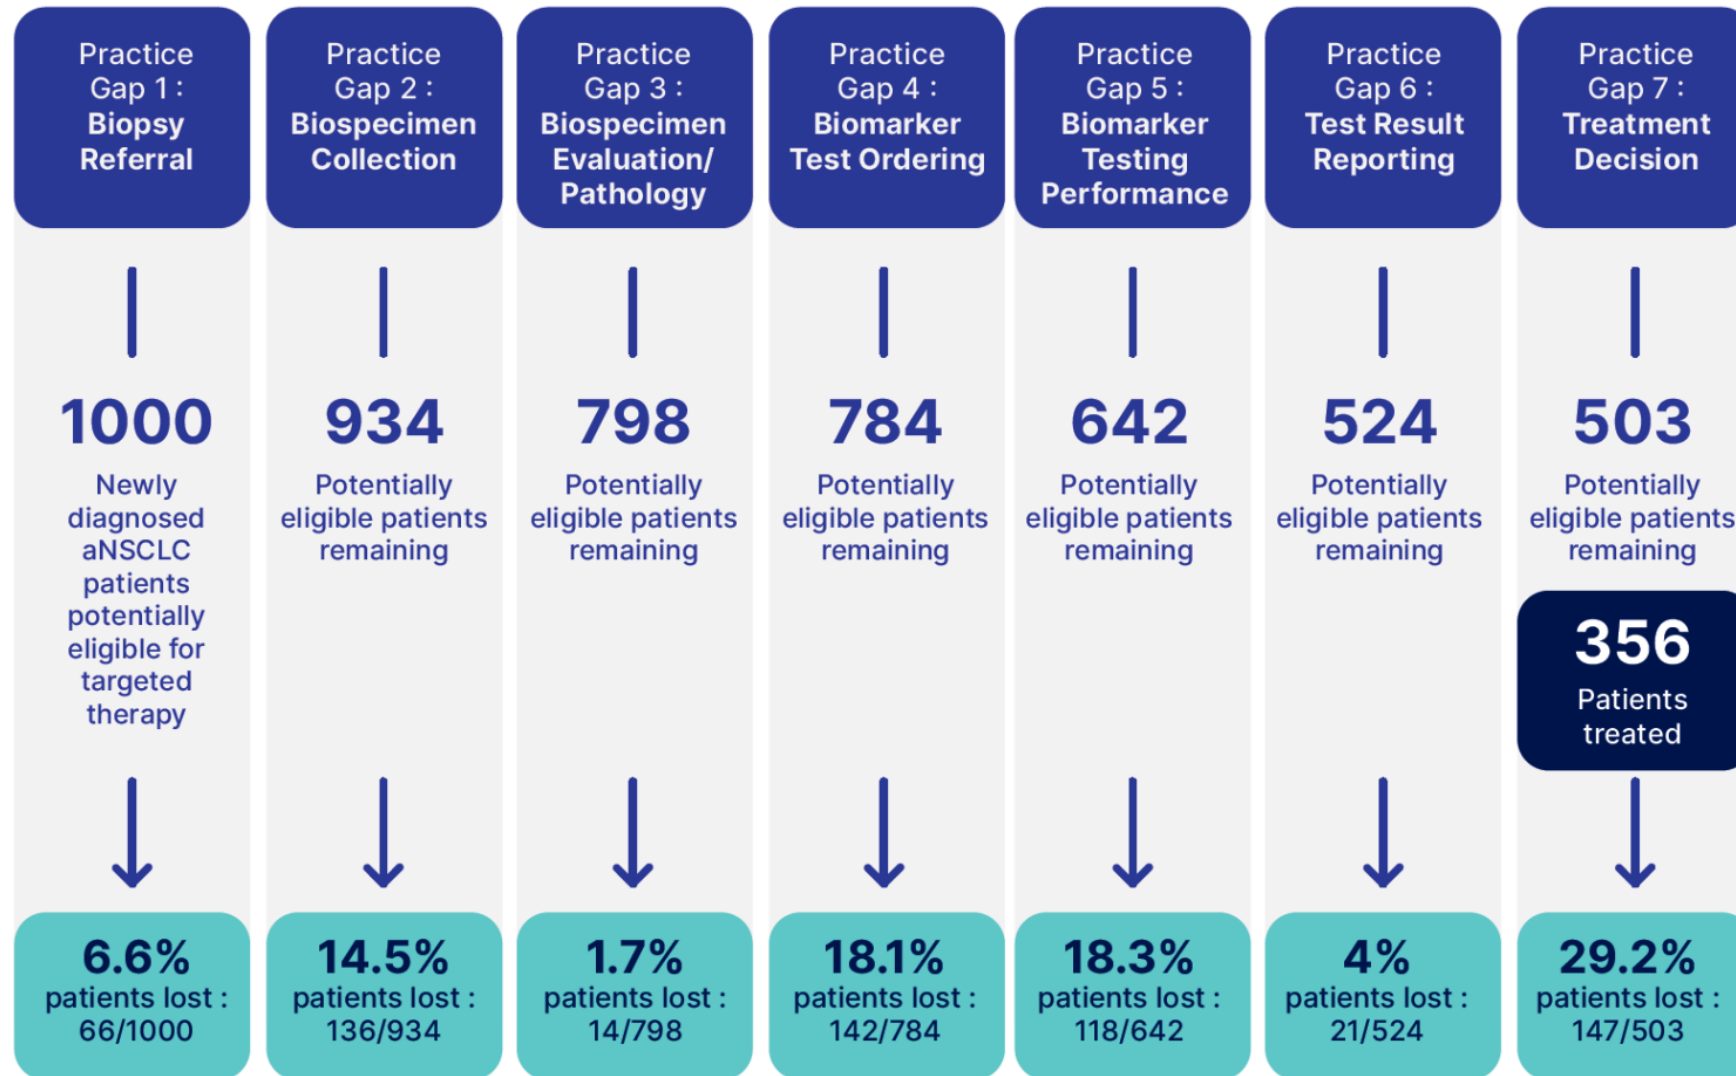 Practice
Gap 1 :
Biopsy
Referral
1000
Newly
diagnosed
aNSCLC
patients
potentially
eligible for
targeted
therapy
6.6%
patients lost :
66/1000
Practice
Gap 2 :
Biospecimen
Collection
934
Potentially
eligible patients
remaining
14.5%
patients lost :
136/934
Practice
Gap 3 :
Biospecimen
Evaluation/
Pathology
798
Potentially
eligible patients
remaining
1.7%
patients lost :
14/798
Practice
Gap 4 :
Biomarker
Test Ordering
784
Potentially
eligible patients
remaining
18.1%
patients lost :
142/784
Practice
Gap 5 :
Biomarker
Testing
Performance
642
Potentially
eligible patients
remaining
18.3%
patients lost :
118/642
Practice
Gap 6 :
Test Result
Reporting
524
Potentially
eligible patients
remaining
4%
patients lost :
21/524
Practice
Gap 7 :
Treatment
Decision
503
Potentially
eligible patients
remaining
356
Patients
treated
29.2%
patients lost :
147/503